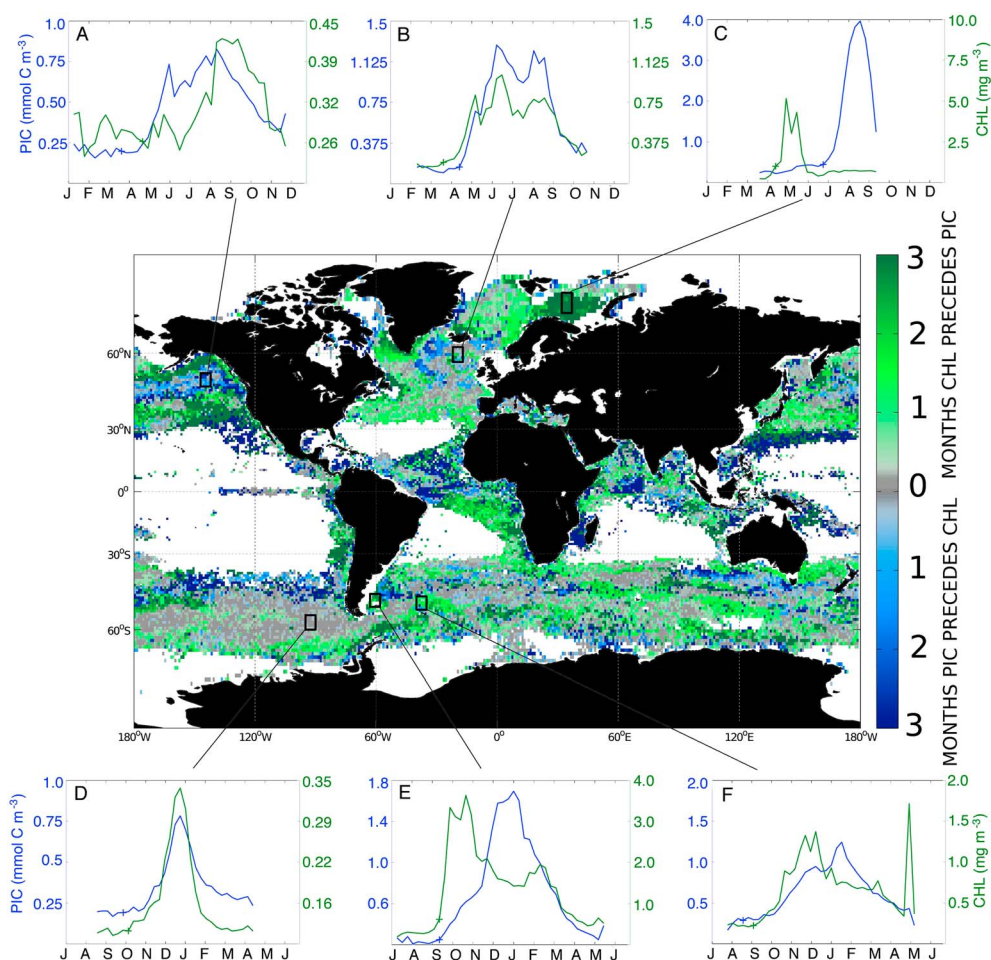 A
1.0
0.75
0.50
0.25
PIC (mmol C m⁻³)
0.45
0.39
0.32
0.26
J F M A M J J A S O N D
B
1.5
1.125
0.75
0.375
1.5
1.125
0.75
0.375
J F M A M J J A S O N D
C
4.0
3.0
2.0
1.0
10.0
7.5
5.0
2.5
CHL (mg m⁻³)
J F M A M J J A S O N D
60°N
30°N
0°
30°S
60°S
180°W 120°W 60°W 0° 60°E 120°E 180°W
3
2
1
0
1
2
3
MONTHS CHL PRECEDES PIC
MONTHS PIC PRECEDES CHL
D
1.0
0.75
0.5
0.25
PIC (mmol C m⁻³)
0.35
0.29
0.22
0.16
J A S O N D J F M A M J
E
1.8
1.4
1.0
0.6
4.0
3.0
2.0
1.0
J A S O N D J F M A M J
F
2.0
1.5
1.0
0.5
2.0
1.5
1.0
0.5
CHL (mg m⁻³)
J A S O N D J F M A M J